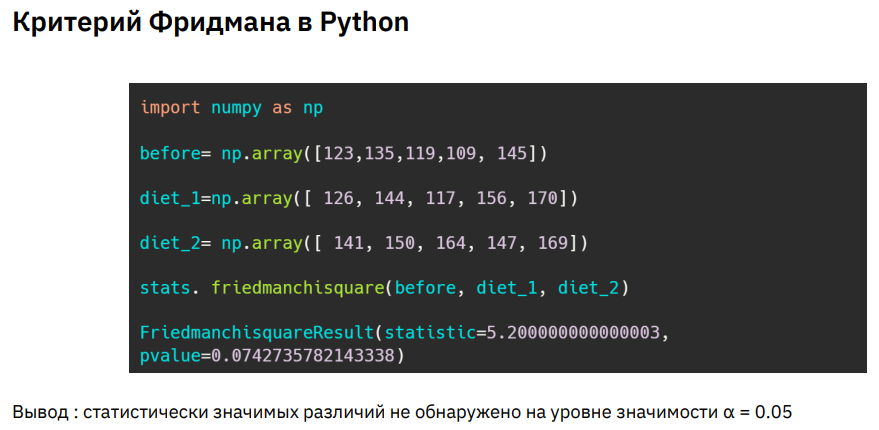 Критерий Фридмана в Python
import numpy as np
before= np.array([123,135,119,109, 145])
diet_1=np.array([ 126, 144, 117, 156, 170])
diet_2= np.array([ 141, 150, 164, 147, 169])
stats. friedmanchisquare(before, diet_1, diet_2)
FriedmanchisquareResult(statistic=5.200000000000003,
pvalue=0.0742735782143338)
Вывод : статистически значимых различий не обнаружено на уровне значимости α = 0.05